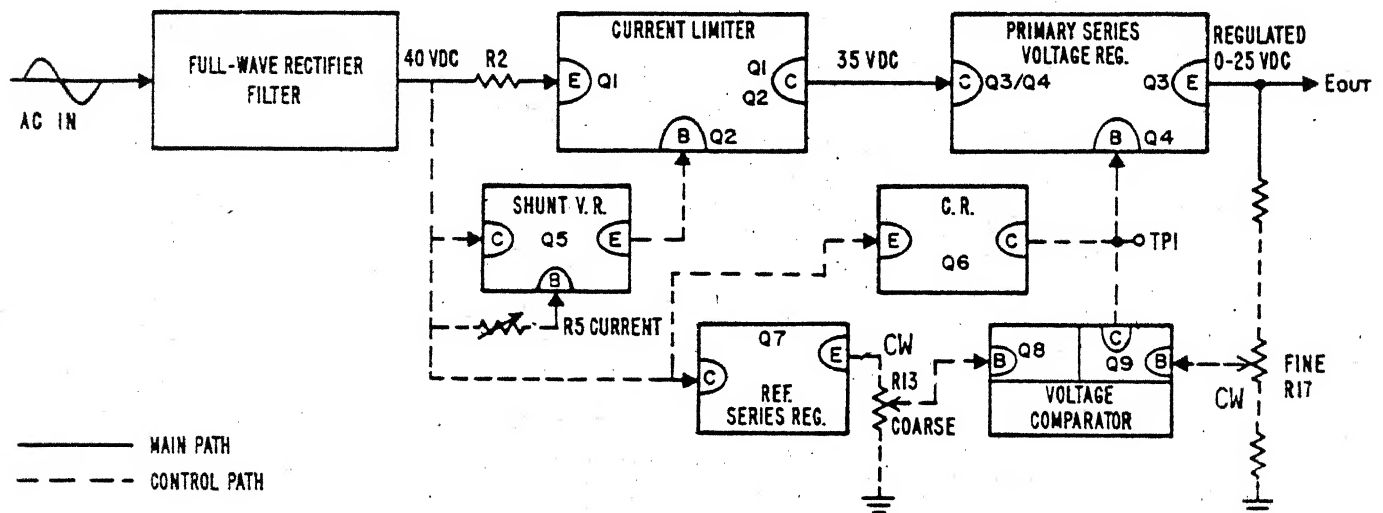 AC IN
FULL-WAVE RECTIFIER
FILTER
40 VDC
R2
CURRENT LIMITER
E
Q1
Q1
Q2
C
B
Q2
35 VDC
PRIMARY SERIES
VOLTAGE REG.
C
Q3/Q4
Q3
E
B
Q4
REGULATED
0-25 VDC
EOUT
SHUNT V.R.
C
Q5
E
B
R5 CURRENT
C.R.
E
C
Q6
TP1
Q7
C
E
REF.
SERIES REG.
CW
R13
COARSE
B
Q8
C
Q9
B
VOLTAGE
COMPARATOR
CW
FINE
R17
MAIN PATH
CONTROL PATH